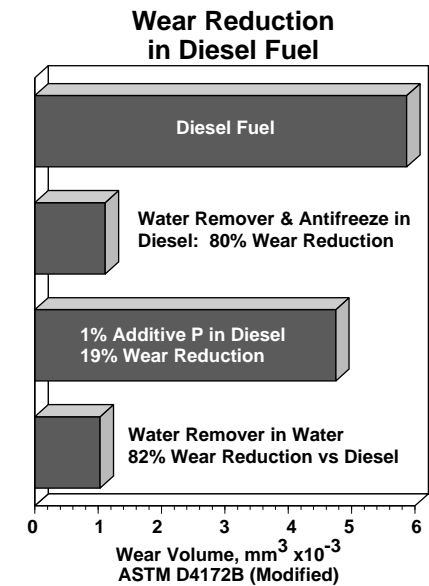 Wear Reduction
in Diesel Fuel
Diesel Fuel
Water Remover & Antifreeze in
Diesel: 80% Wear Reduction
1% Additive P in Diesel
19% Wear Reduction
Water Remover in Water
82% Wear Reduction vs Diesel
0 1 2 3 4 5 6
Wear Volume, mm³ x10⁻³
ASTM D4172B (Modified)